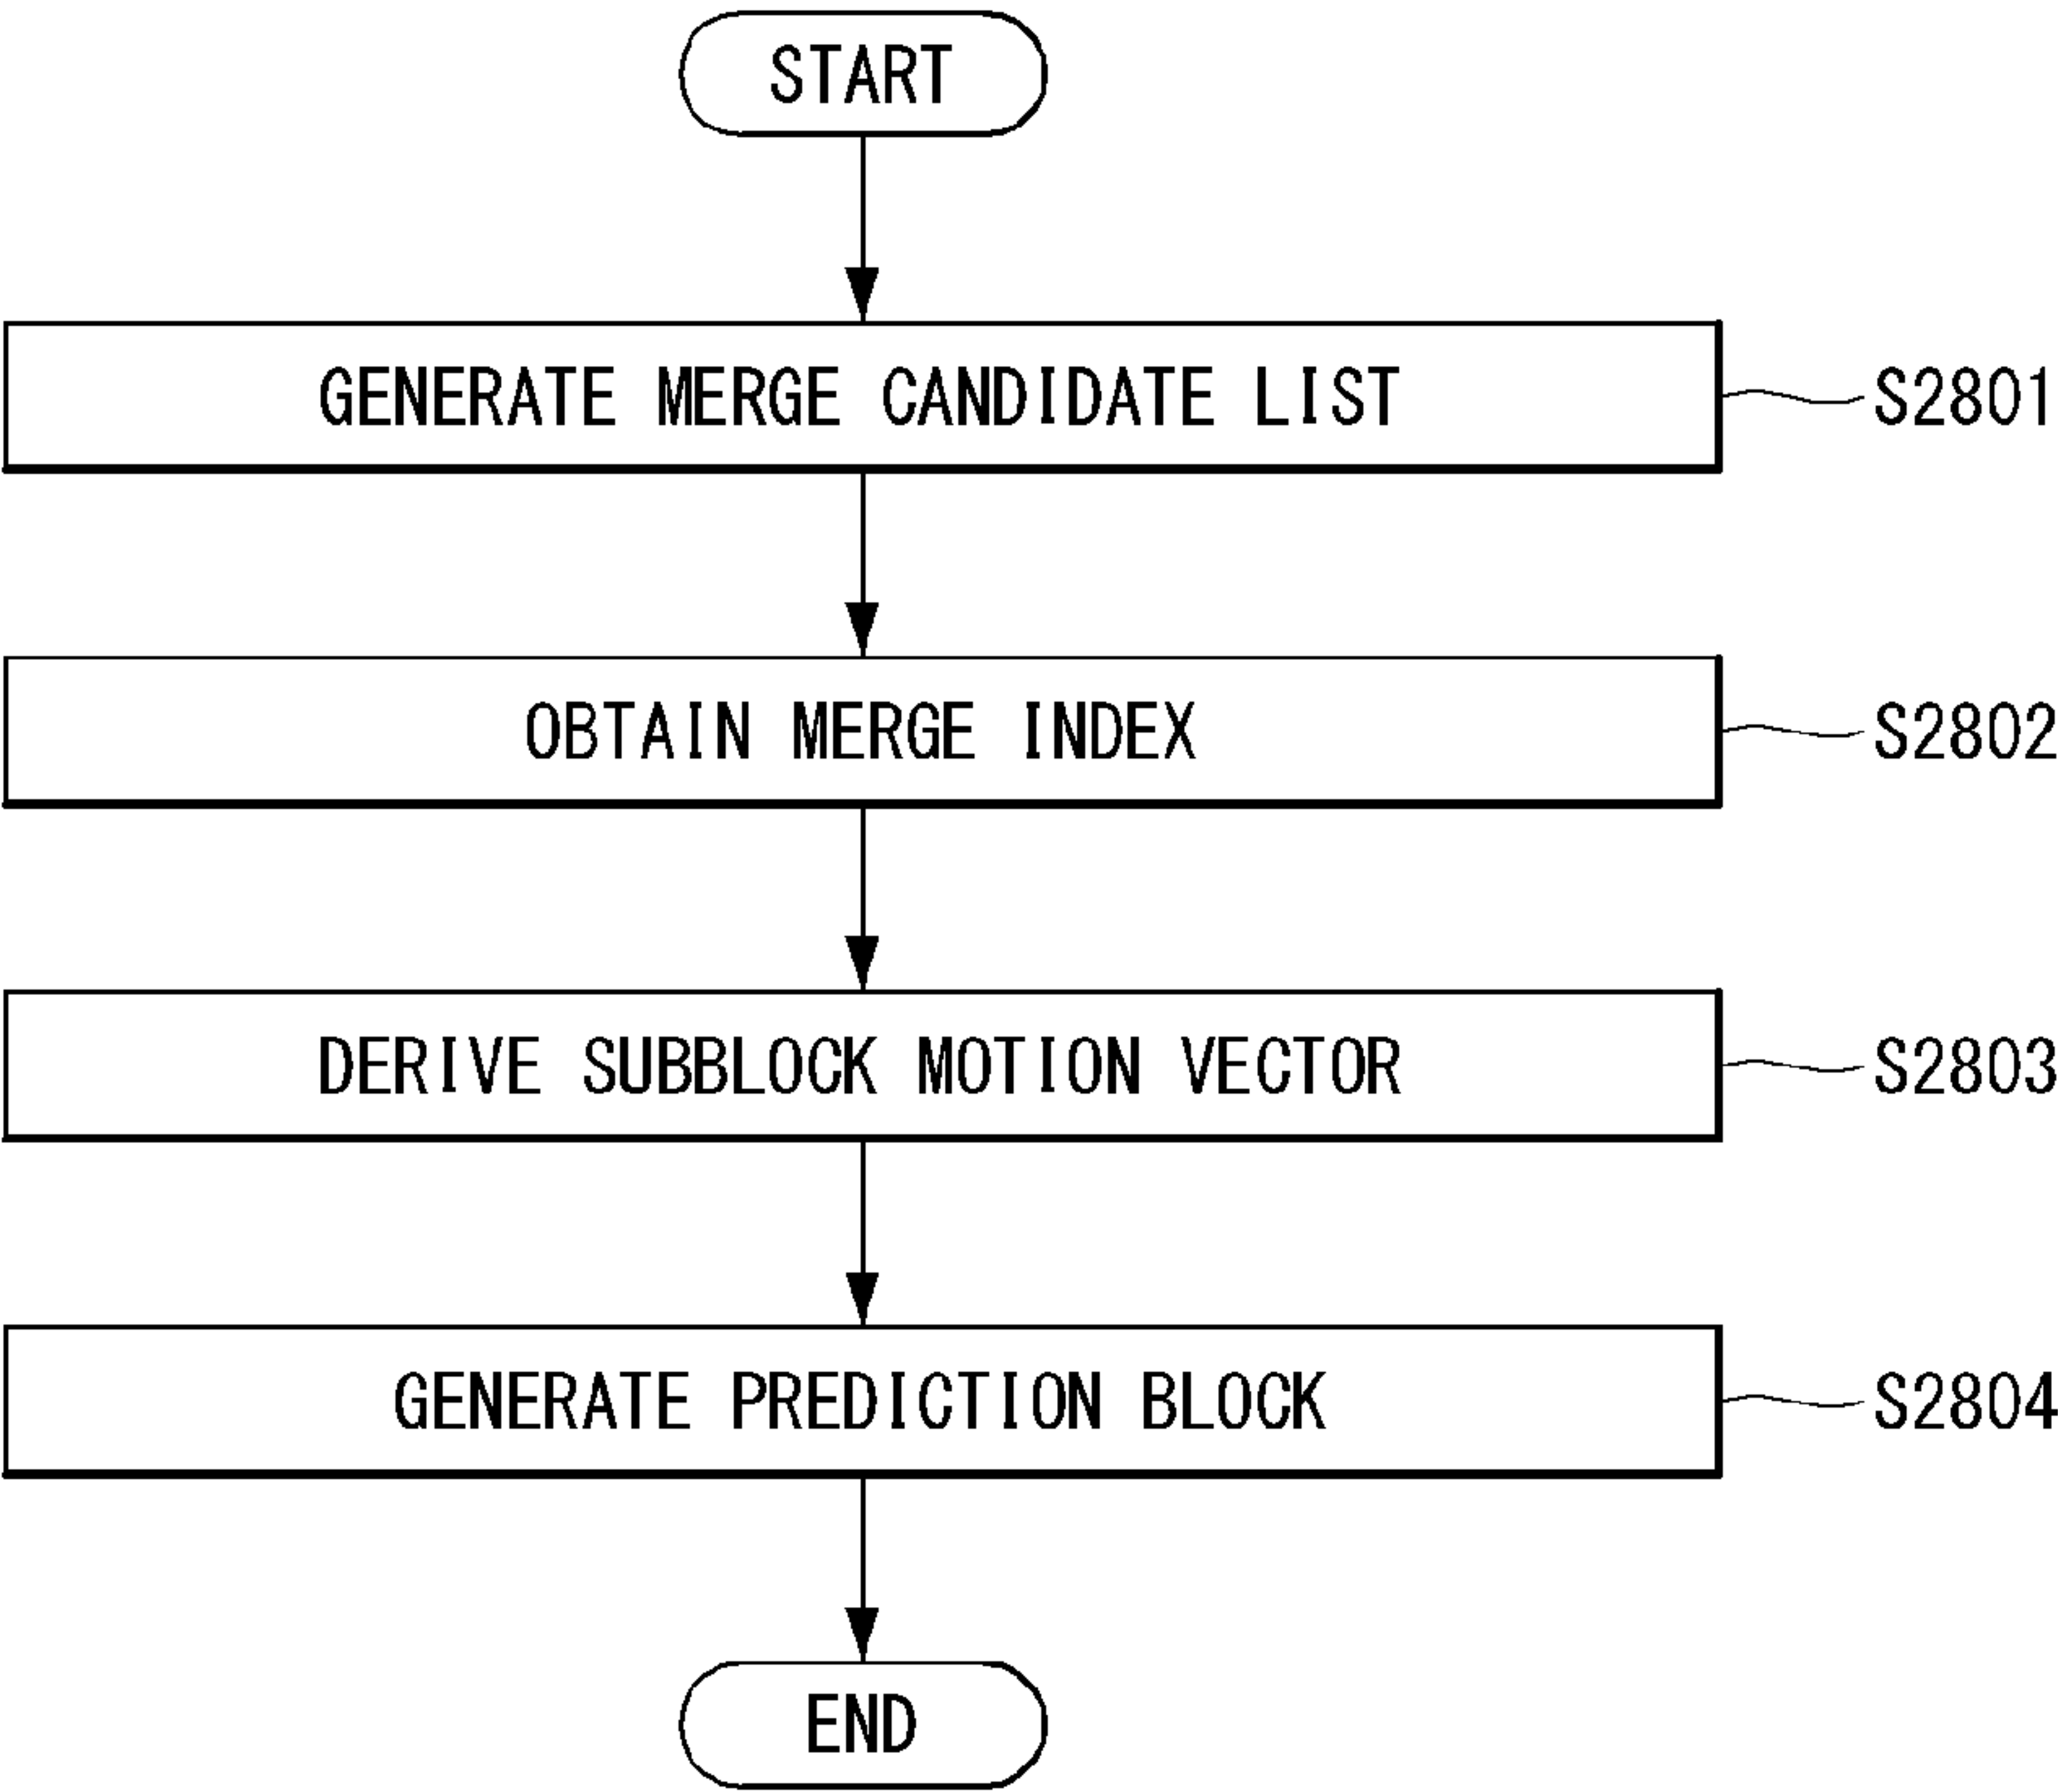 START
GENERATE MERGE CANDIDATE LIST
S2801
OBTAIN MERGE INDEX
S2802
DERIVE SUBBLOCK MOTION VECTOR
S2803
GENERATE PREDICTION BLOCK
S2804
END